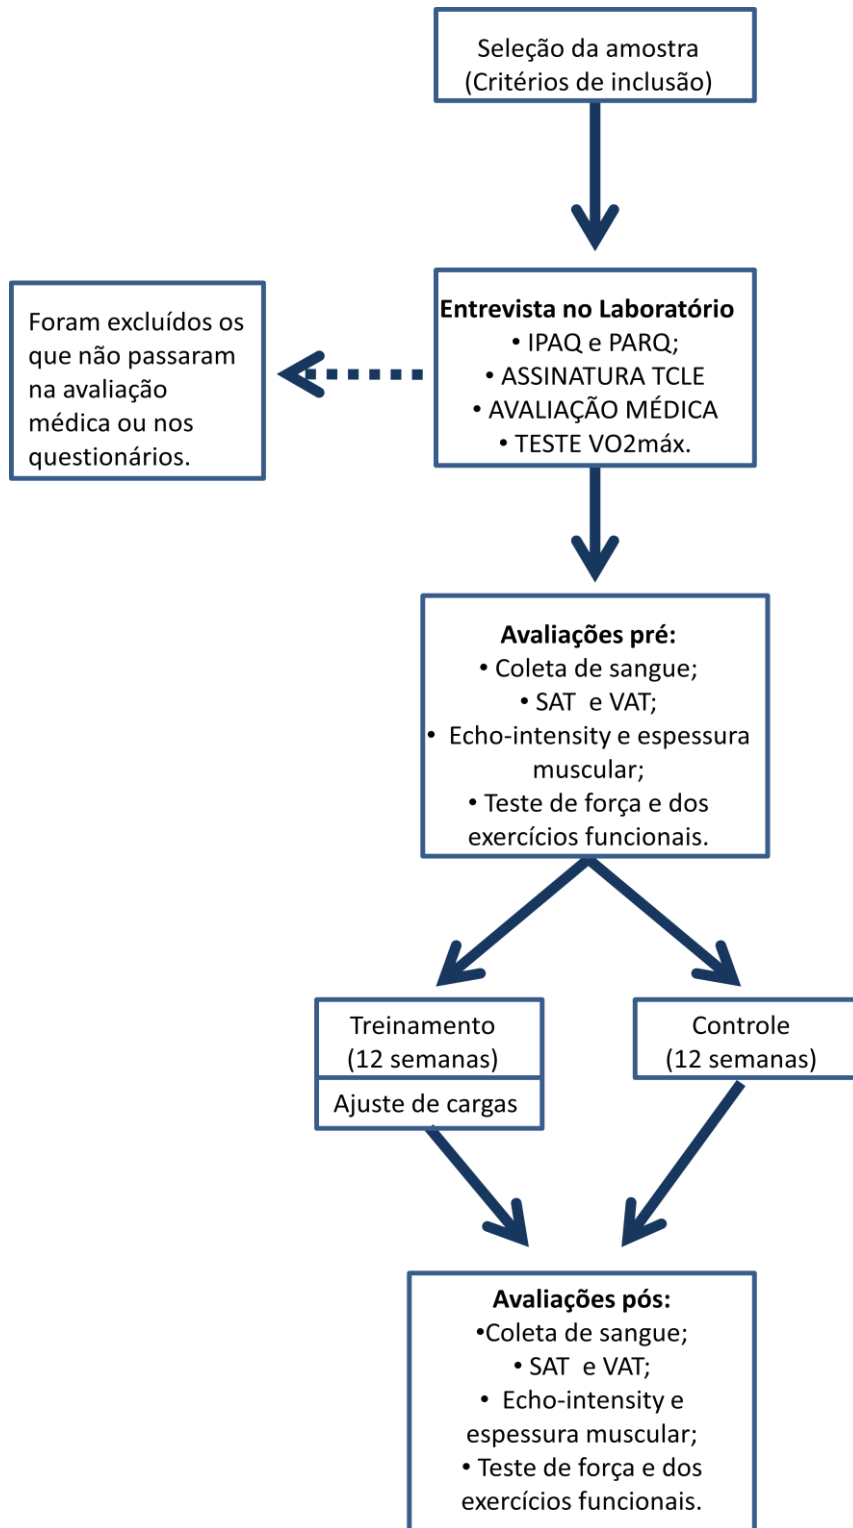 Seleção da amostra
(Critérios de inclusão)
Foram excluídos os
que não passaram
na avaliação
médica ou nos
questionários.
Entrevista no Laboratório
• IPAQ e PARQ;
• ASSINATURA TCLE
• AVALIAÇÃO MÉDICA
• TESTE VO2máx.
Avaliações pré:
• Coleta de sangue;
• SAT e VAT;
• Echo-intensity e espessura
muscular;
• Teste de força e dos
exercícios funcionais.
Treinamento
(12 semanas)
Ajuste de cargas
Controle
(12 semanas)
Avaliações pós:
•Coleta de sangue;
• SAT e VAT;
• Echo-intensity e
espessura muscular;
• Teste de força e dos
exercícios funcionais.